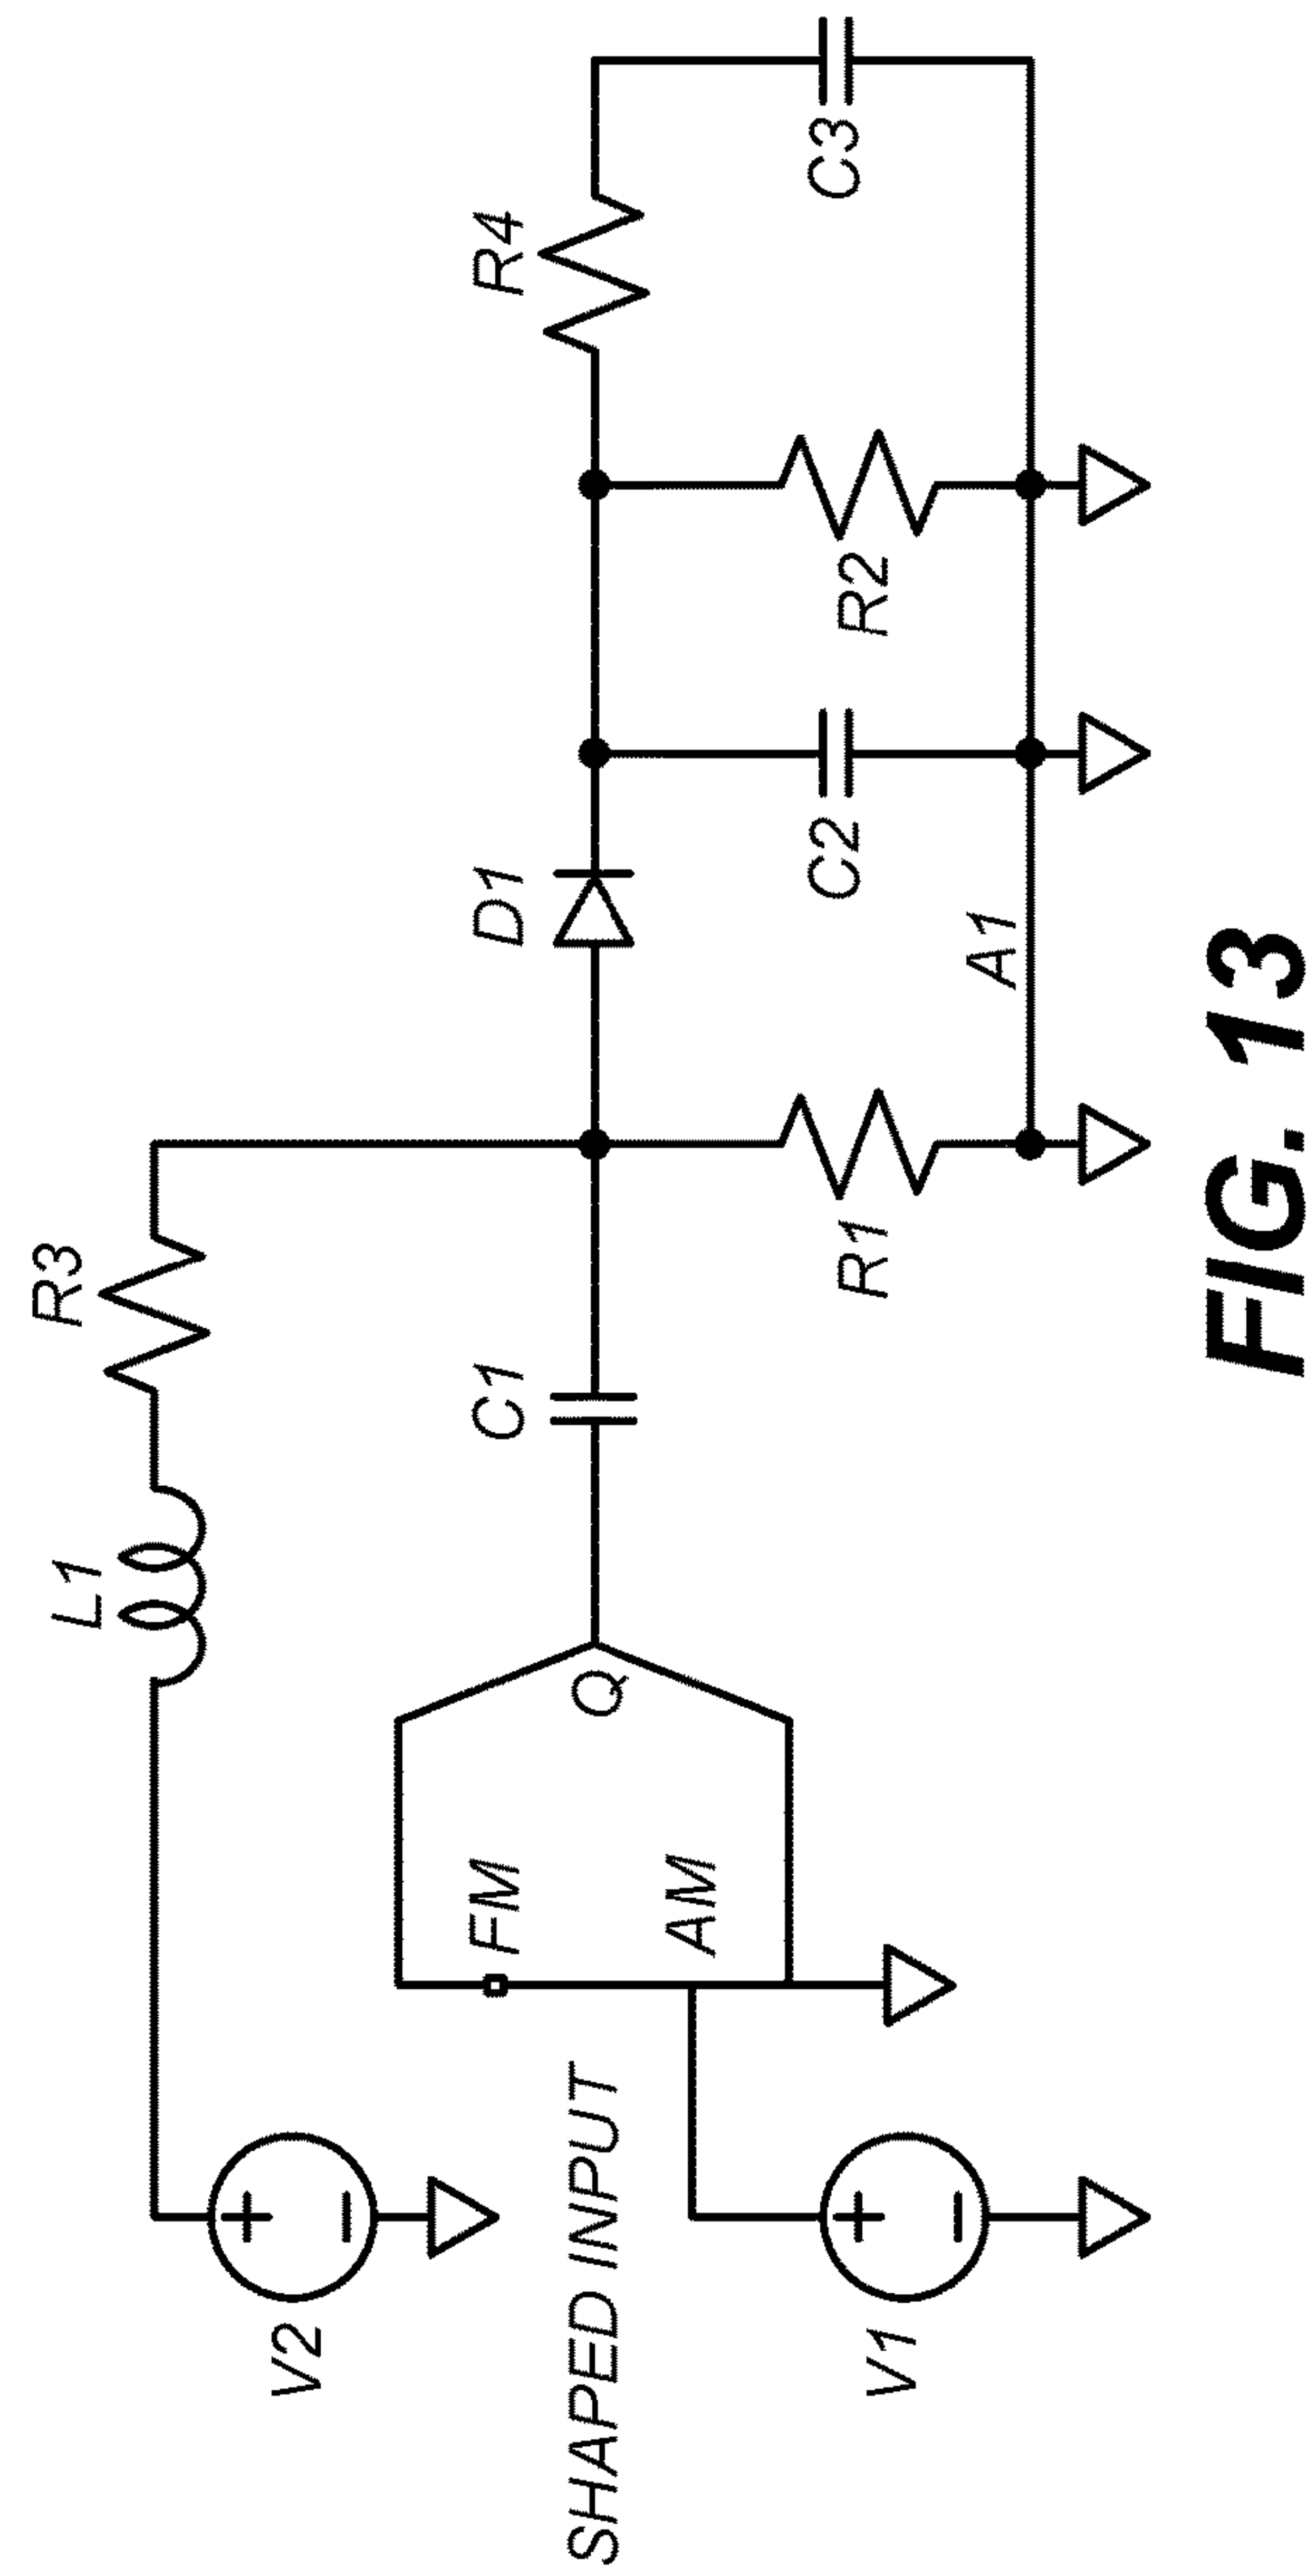 R3
L1
R4
D1
C1
V2
FM
Q
C3
SHAPED INPUT
AM
R2
C2
R1
V1
A1
FIG. 13